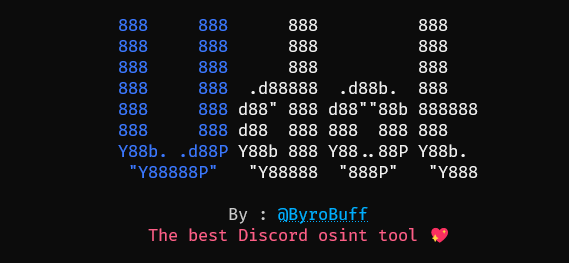 888     888      888          888
888     888      888          888
888     888      888          888
888     888  .d88888  .d88b.  888
888     888 d88" 888 d88""88b 888888
888     888 d88  888 888  888 888
Y88b. .d88P Y88b 888 Y88..88P Y88b.
 "Y88888P"   "Y88888  "888P"   "Y888
By : @ByroBuff
The best Discord osint tool 💖